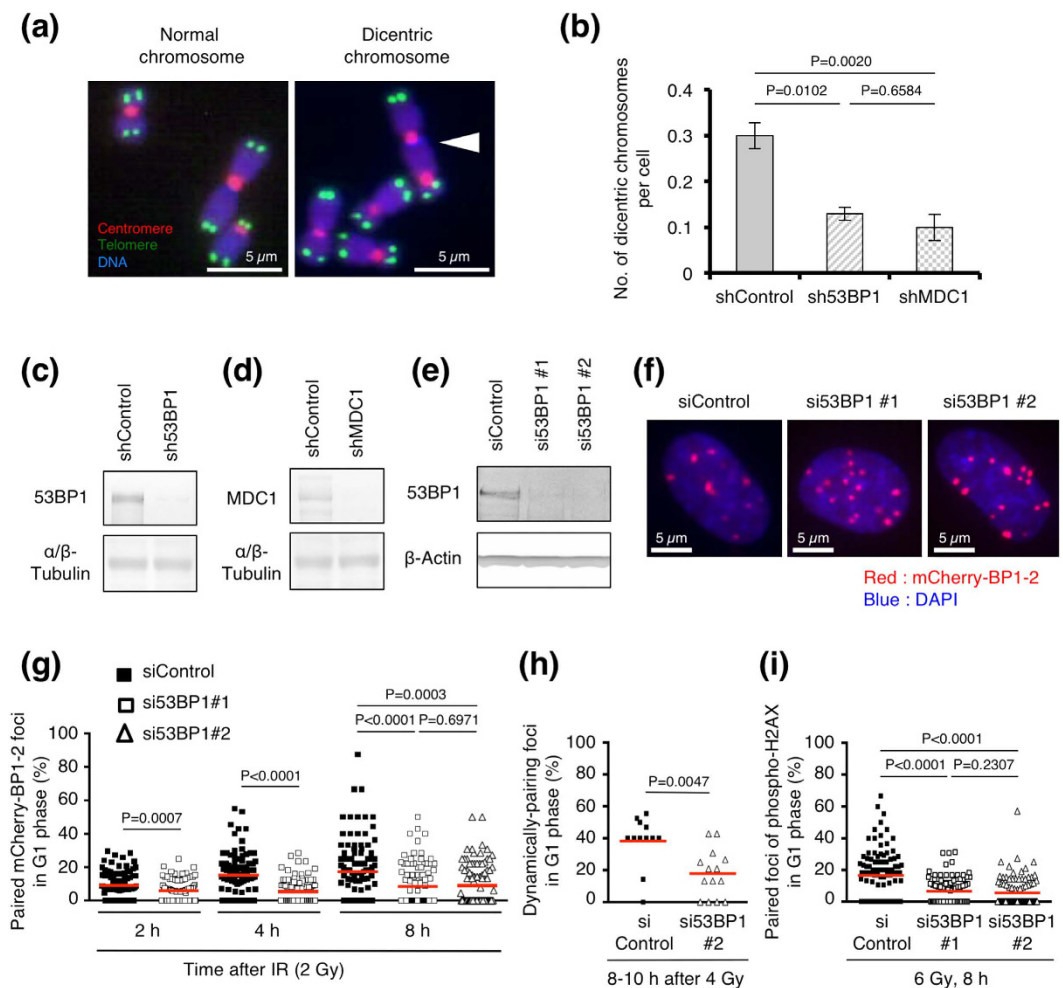 (a)
Normal
chromosome
Dicentric
chromosome
Centromere
Telomere
DNA
5 µm
5 µm
(b)
No. of dicentric chromosomes
per cell
0.4
0.3
0.2
0.1
0
P=0.0020
P=0.0102
P=0.6584
shControl
sh53BP1
shMDC1
(c)
shControl
sh53BP1
53BP1
α/β-
Tubulin
(d)
shControl
shMDC1
MDC1
α/β-
Tubulin
(e)
siControl
si53BP1 #1
si53BP1 #2
53BP1
β-Actin
(f)
siControl
si53BP1 #1
si53BP1 #2
5 µm
5 µm
5 µm
Red : mCherry-BP1-2
Blue : DAPI
(g)
siControl
si53BP1#1
si53BP1#2
Paired mCherry-BP1-2 foci
in G1 phase (%)
100
80
60
40
20
0
P=0.0007
P<0.0001
P=0.0003
P<0.0001
P=0.6971
2 h
4 h
8 h
Time after IR (2 Gy)
(h)
Dynamically-pairing foci
in G1 phase (%)
100
80
60
40
20
0
P=0.0047
si
Control
si53BP1
#2
8-10 h after 4 Gy
(i)
Paired foci of phospho-H2AX
in G1 phase (%)
100
80
60
40
20
0
P<0.0001
P<0.0001
P=0.2307
si
Control
si53BP1
#1
si53BP1
#2
6 Gy, 8 h